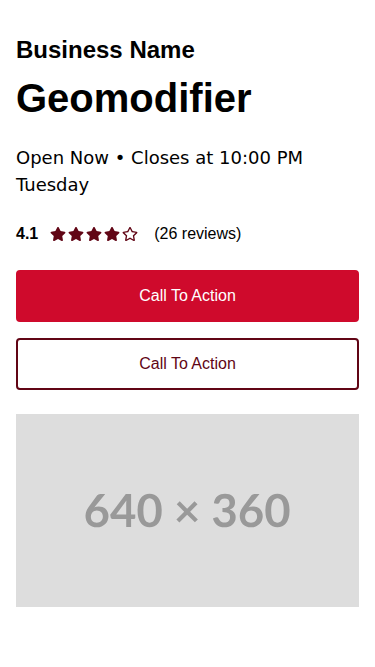 Business Name
Geomodifier
Open Now • Closes at 10:00 PM
Tuesday
4.1 (26 reviews)
Call To Action
Call To Action
640 × 360